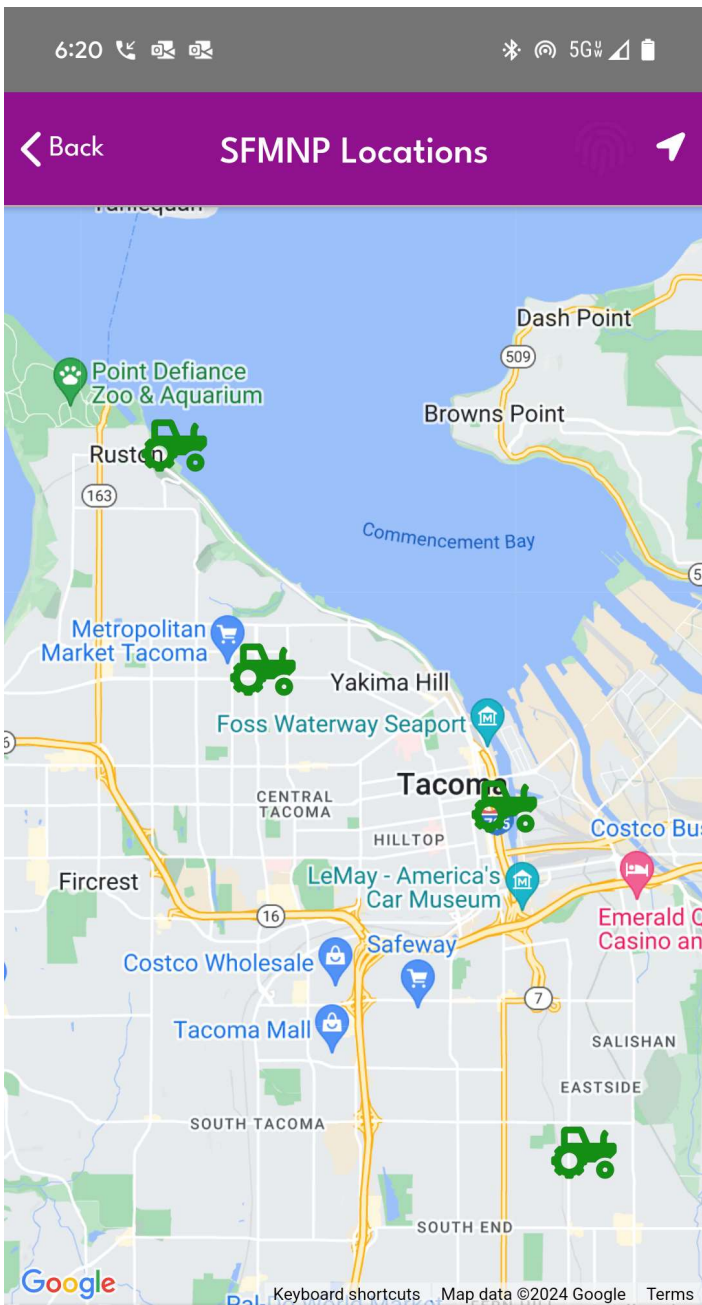 6:20
5G
Back
SFMNP Locations
Dash Point
509
Point Defiance
Zoo & Aquarium
Browns Point
Ruston
163
Commencement Bay
Metropolitan
Market Tacoma
Yakima Hill
Foss Waterway Seaport
Tacoma
CENTRAL
TACOMA
HILLTOP
Costco Bus
LeMay - America's
Car Museum
Fircrest
16
Emerald Q
Casino an
Safeway
Costco Wholesale
7
Tacoma Mall
SALISHAN
EASTSIDE
SOUTH TACOMA
SOUTH END
Google
Keyboard shortcuts
Map data ©2024 Google
Terms